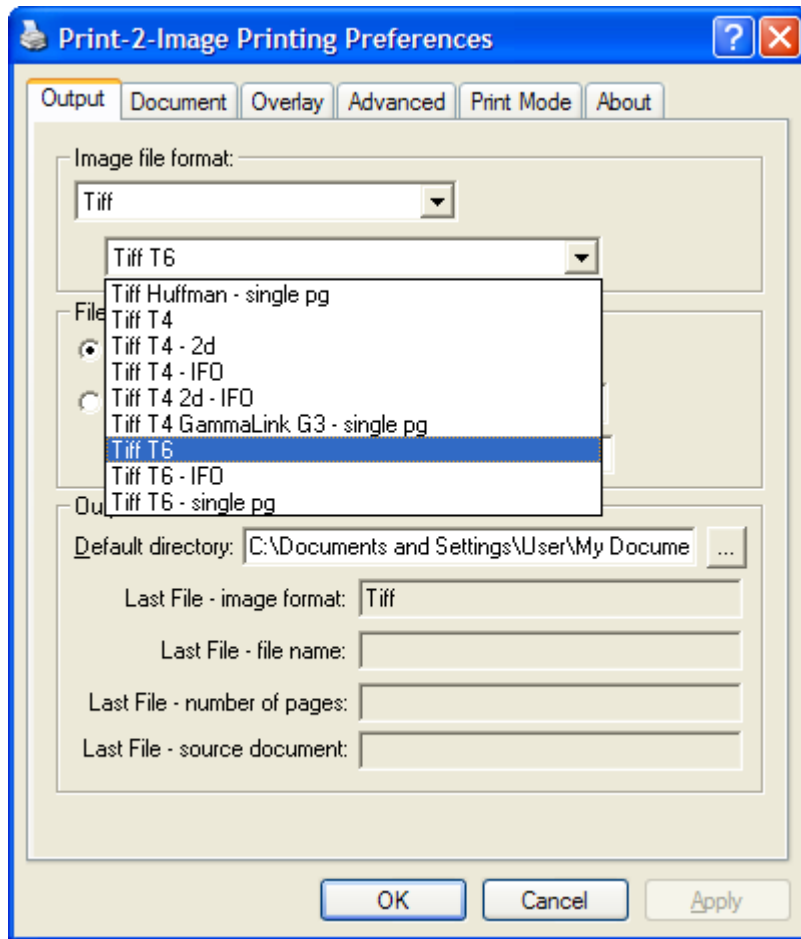 Print-2-Image Printing Preferences
Output Document Overlay Advanced Print Mode About
Image file format:
Tiff
Tiff T6
Tiff Huffman - single pg
File
Tiff T4
Tiff T4 - 2d
Tiff T4 - IFO
Tiff T4 2d - IFO
Tiff T4 GammaLink G3 - single pg
Tiff T6
Tiff T6 - IFO
Tiff T6 - single pg
Default directory: C:\Documents and Settings\User\My Docume ...
Last File - image format: Tiff
Last File - file name:
Last File - number of pages:
Last File - source document:
OK Cancel Apply